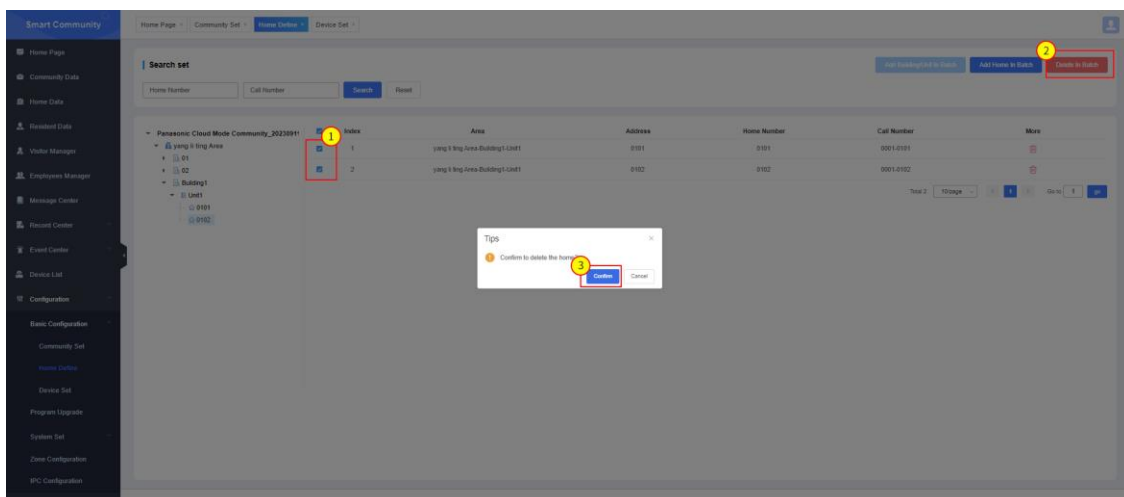 Smart Community
Home Page
Community Set
Home Define
Device Set
Home Page
Community Data
Home Data
Resident Data
Visitor Manager
Employees Manager
Message Center
Record Center
Event Center
Device List
Configuration
Basic Configuration
Community Set
Home Define
Device Set
Program Upgrade
System Set
Zone Configuration
IPC Configuration
Search set
Add Building/Unit In Batch
Add Home In Batch
Delete In Batch
2
Home Number
Call Number
Search
Reset
Panasonic Cloud Mode Community_2023091
yang li ting Area
01
02
Building1
Unit1
0101
0102
1
Index Area Address Home Number Call Number More
1 yang li ting Area-Building1-Unit1 0101 0101 0001-0101
2 yang li ting Area-Building1-Unit1 0102 0102 0001-0102
Total 2 10/page 1 Go to 1 go
Tips
Confirm to delete the home
3
Confirm
Cancel